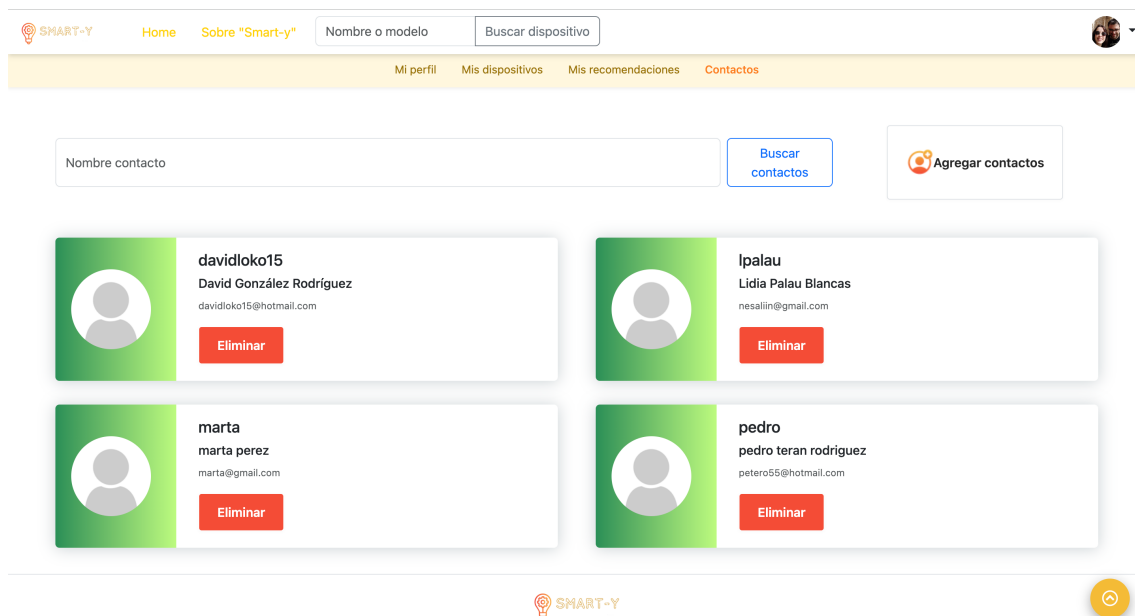 SMART-Y
Home
Sobre "Smart-y"
Nombre o modelo
Buscar dispositivo
Mi perfil
Mis dispositivos
Mis recomendaciones
Contactos
Nombre contacto
Buscar
contactos
Agregar contactos
davidloko15
David González Rodríguez
davidloko15@hotmail.com
Eliminar
lpalau
Lidia Palau Blancas
nesaliin@gmail.com
Eliminar
marta
marta perez
marta@gmail.com
Eliminar
pedro
pedro teran rodriguez
petero55@hotmail.com
Eliminar
SMART-Y